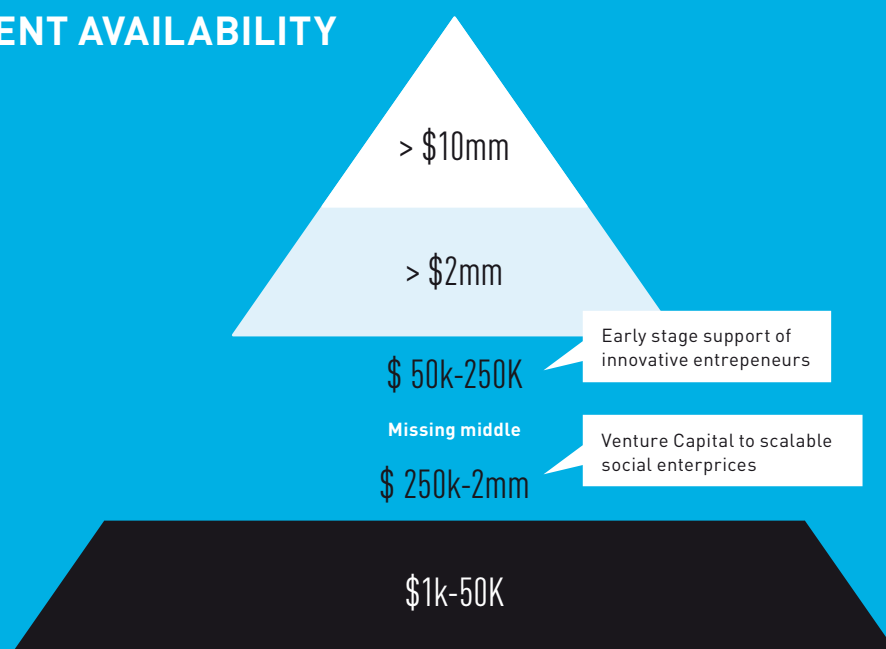 ENT AVAILABILITY
> $10mm
> $2mm
$ 50k-250K
Early stage support of
innovative entrepeneurs
Missing middle
$ 250k-2mm
Venture Capital to scalable
social enterprices
$1k-50K